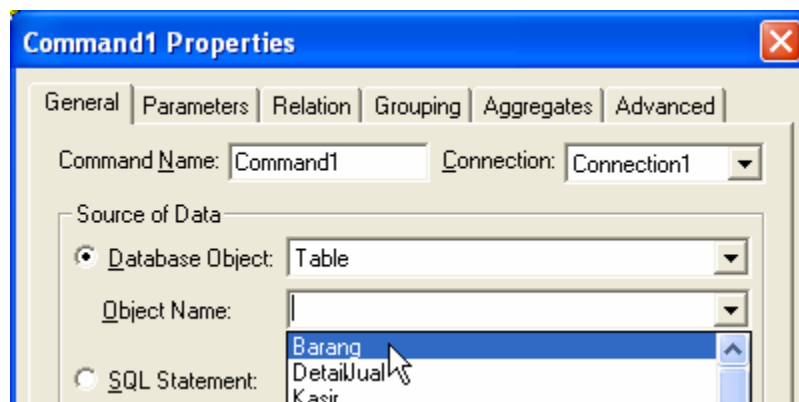 Command1 Properties
General Parameters Relation Grouping Aggregates Advanced
Command Name: Command1 Connection: Connection1
Source of Data
Database Object: Table
Object Name:
Barang
SQL Statement: DetailJual
Kasir